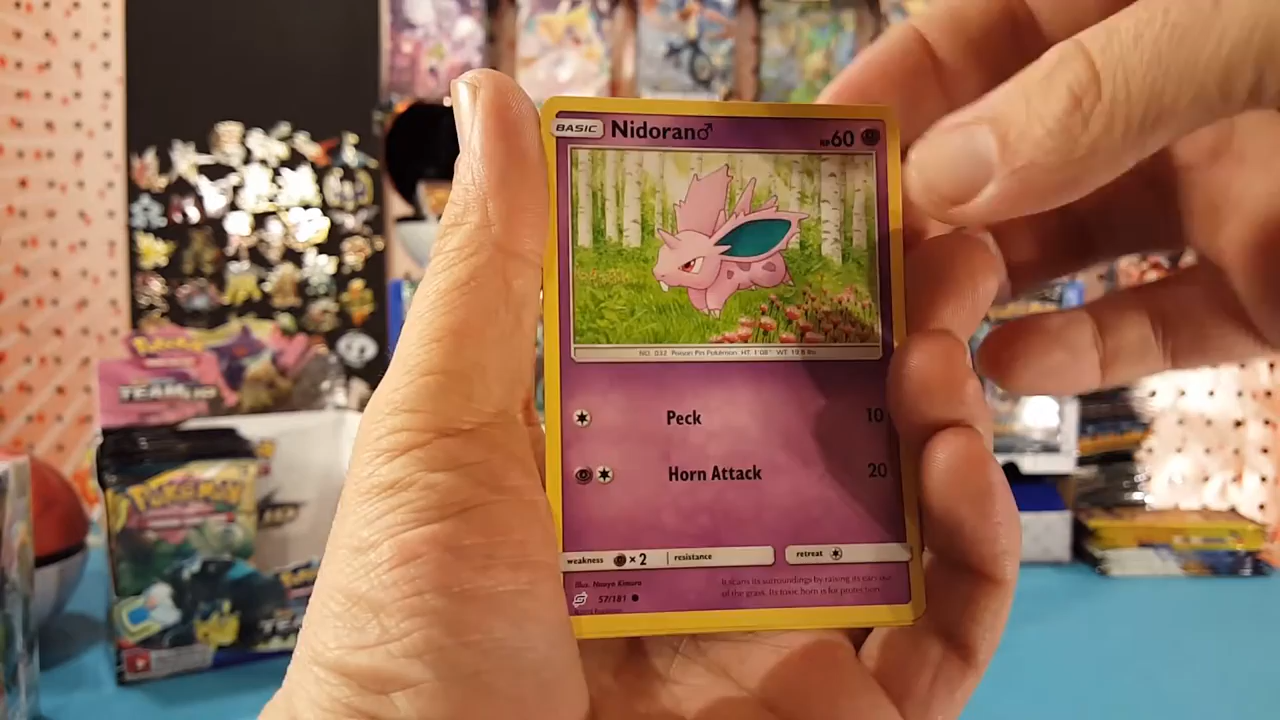 BASIC Nidoran♂ HP60
NO. 032 Poison Pin Pokémon HT: 1'08" WT: 19.8 lbs
Peck 10
Horn Attack 20
weakness ×2 resistance retreat
Illus. Naoyo Kimura
57/181
It scans its surroundings by raising its ears out
of the grass. Its toxic horn is for protection.
Pokémon
TEAM UP
POKÉMON